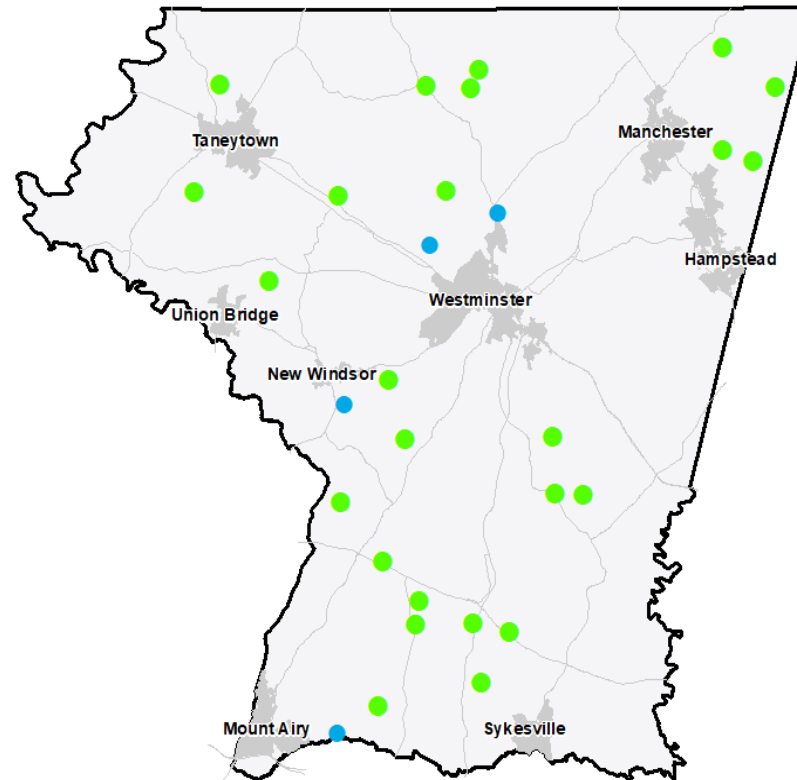 Manchester
Taneytown
Hampstead
Westminster
Union Bridge
New Windsor
Mount Airy
Sykesville